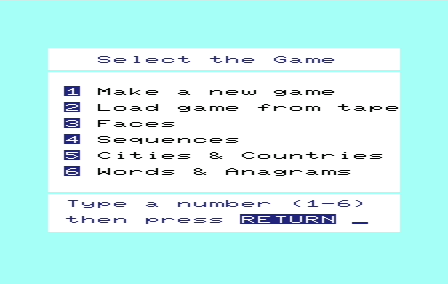 Select the Game
1 Make a new game
2 Load game from tape
3 Faces
4 Sequences
5 Cities & Countries
6 Words & Anagrams
Type a number (1-6)
then press RETURN _